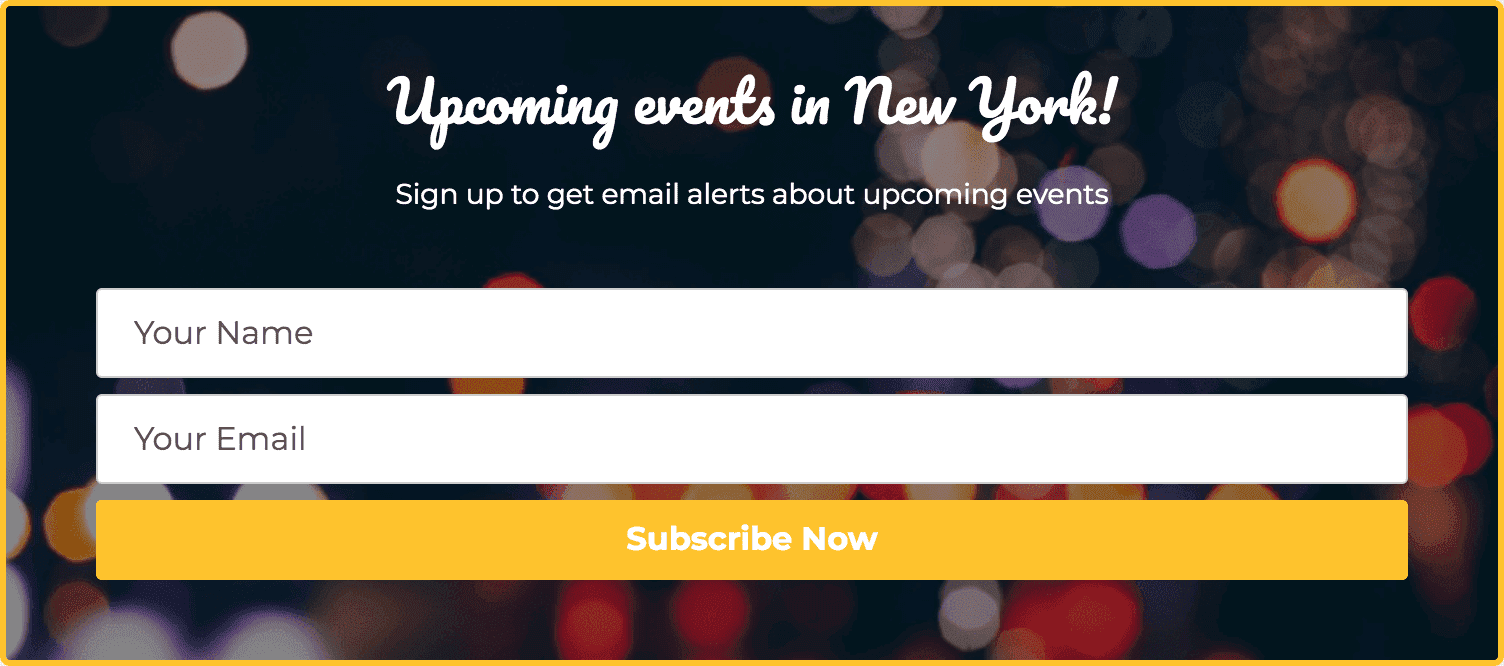 Upcoming events in New York!
Sign up to get email alerts about upcoming events
Your Name
Your Email
Subscribe Now